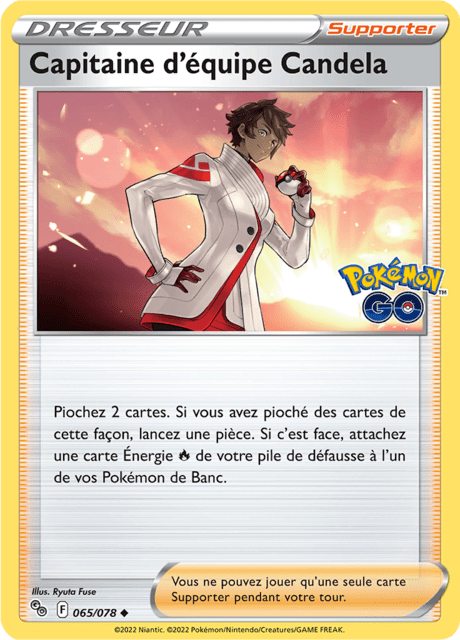 DRESSEUR Supporter
Capitaine d'équipe Candela
POKéMON™
GO
Piochez 2 cartes. Si vous avez pioché des cartes de
cette façon, lancez une pièce. Si c'est face, attachez
une carte Énergie de votre pile de défausse à l'un
de vos Pokémon de Banc.
Illus. Ryuta Fuse
GO F 065/078
Vous ne pouvez jouer qu'une seule carte
Supporter pendant votre tour.
©2022 Niantic. ©2022 Pokémon/Nintendo/Creatures/GAME FREAK.